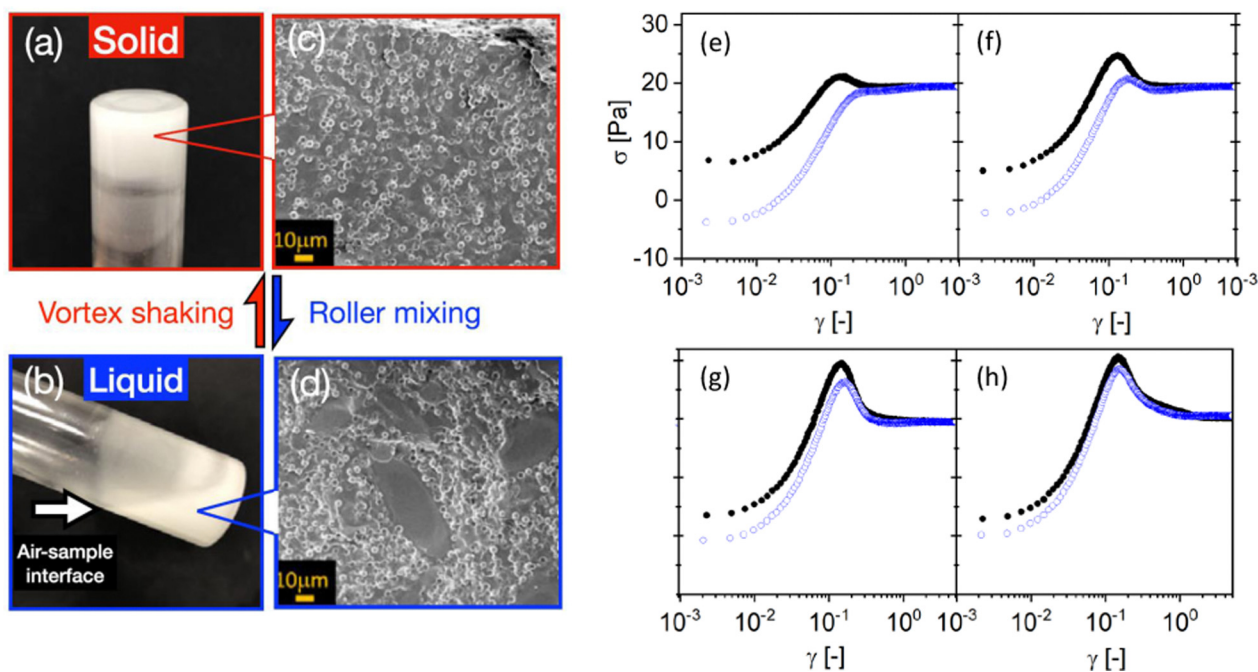 (a) Solid
(c)
10μm
Vortex shaking
Roller mixing
(b) Liquid
Air-sample
interface
(d)
10μm
(e)
(f)
σ [Pa]
30
20
10
0
-10
10⁻³ 10⁻² 10⁻¹ 10⁰ 10⁻³ 10⁻² 10⁻¹ 10⁰ 10⁻³
γ [-]
γ [-]
(g)
(h)
10⁻³ 10⁻² 10⁻¹ 10⁰ 10⁻³ 10⁻² 10⁻¹ 10⁰
γ [-]
γ [-]